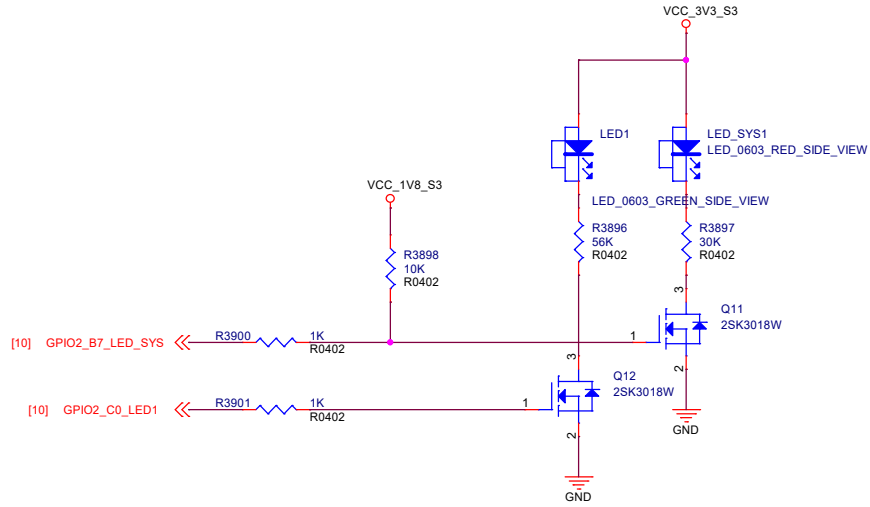 VCC_3V3_S3
LED1
LED_SYS1
LED_0603_RED_SIDE_VIEW
VCC_1V8_S3
LED_0603_GREEN_SIDE_VIEW
R3898
10K
R0402
R3896
56K
R0402
R3897
30K
R0402
3
Q11
2SK3018W
[10] GPIO2_B7_LED_SYS
R3900
1K
R0402
1
2
3
Q12
2SK3018W
[10] GPIO2_C0_LED1
R3901
1K
R0402
1
2
GND
GND